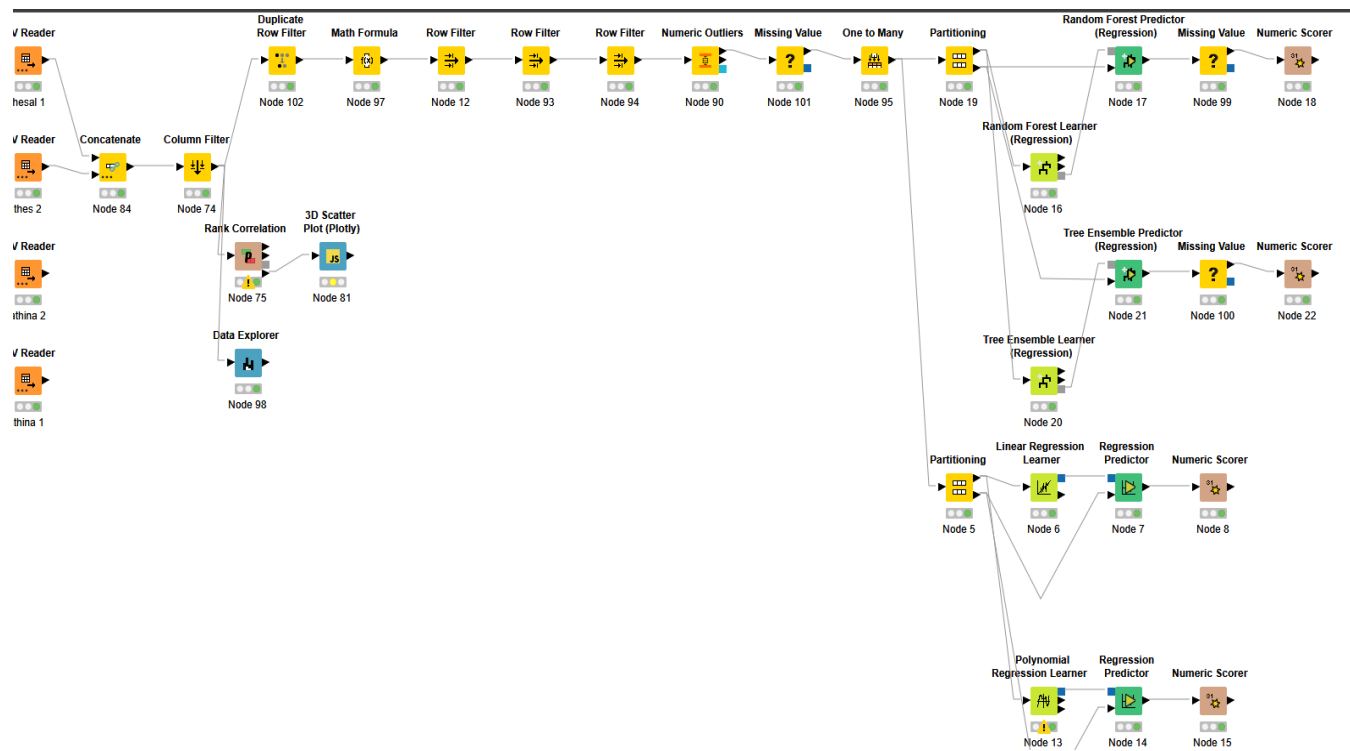 Duplicate
V Reader
Row Filter
Math Formula
Row Filter
Row Filter
Row Filter
Numeric Outliers
Missing Value
One to Many
Partitioning
Random Forest Predictor
(Regression)
Missing Value
Numeric Scorer
f(x)
?
?
hesal 1
Node 102
Node 97
Node 12
Node 93
Node 94
Node 90
Node 101
Node 95
Node 19
Node 17
Node 99
Node 18
V Reader
Concatenate
Column Filter
Random Forest Learner
(Regression)
thes 2
Node 84
Node 74
Node 16
Rank Correlation
3D Scatter
Plot (Plotly)
V Reader
Tree Ensemble Predictor
(Regression)
Missing Value
Numeric Scorer
p
JS
?
!
Node 75
Node 81
thina 2
Node 21
Node 100
Node 22
V Reader
Data Explorer
Tree Ensemble Learner
(Regression)
thina 1
Node 98
Node 20
Partitioning
Linear Regression
Learner
Regression
Predictor
Numeric Scorer
Node 5
Node 6
Node 7
Node 8
Polynomial
Regression Learner
Regression
Predictor
Numeric Scorer
!
Node 13
Node 14
Node 15